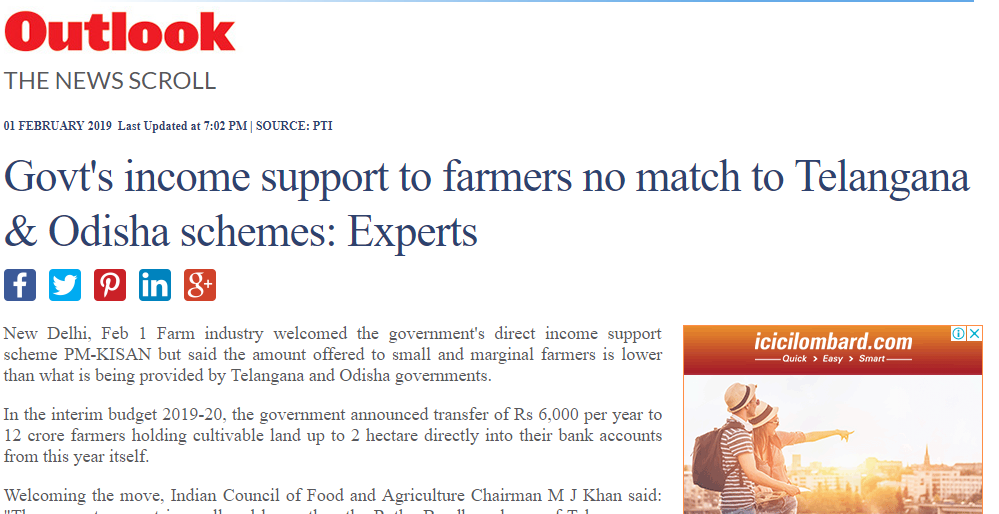 Outlook
THE NEWS SCROLL
01 FEBRUARY 2019 Last Updated at 7:02 PM | SOURCE: PTI
Govt's income support to farmers no match to Telangana
& Odisha schemes: Experts
New Delhi, Feb 1 Farm industry welcomed the government's direct income support
scheme PM-KISAN but said the amount offered to small and marginal farmers is lower
than what is being provided by Telangana and Odisha governments.
In the interim budget 2019-20, the government announced transfer of Rs 6,000 per year to
12 crore farmers holding cultivable land up to 2 hectare directly into their bank accounts
from this year itself.
Welcoming the move, Indian Council of Food and Agriculture Chairman M J Khan said:
icicilombard.com
Quick > Easy > Smart